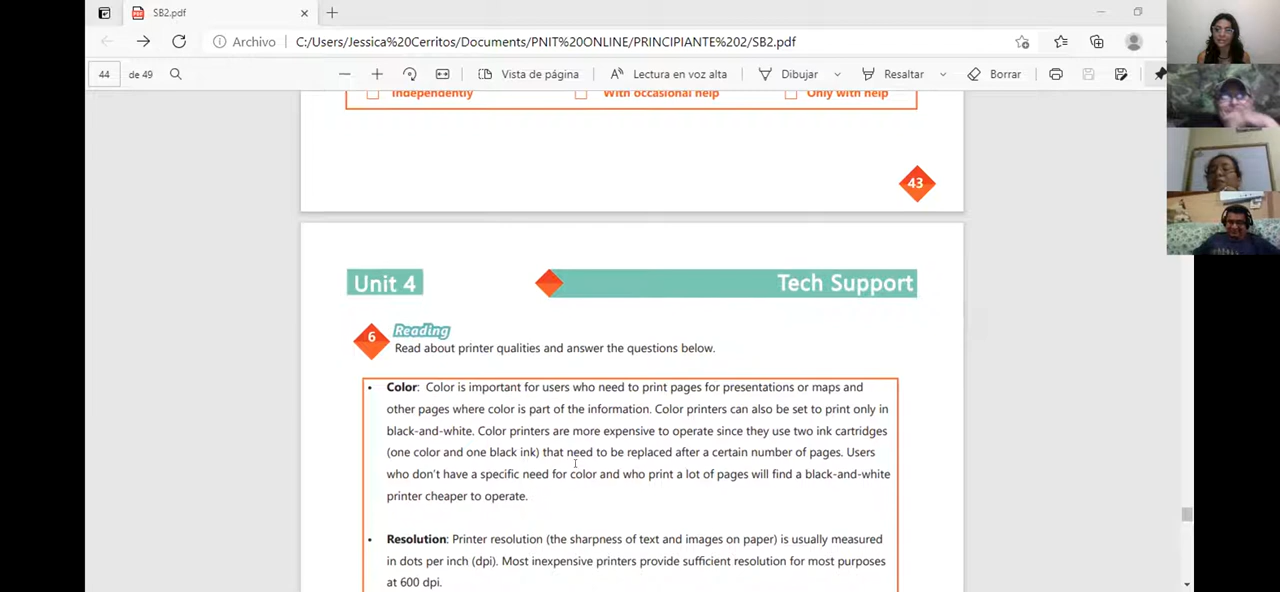 SB2.pdf
Archivo
C:/Users/Jessica%20Cerritos/Documents/PNIT%20ONLINE/PRINCIPIANTE%202/SB2.pdf
44
de 49
Vista de página
Lectura en voz alta
Dibujar
Resaltar
Borrar
Independently
With occasional help
Only with help
43
Unit 4
Tech Support
6
Reading
Read about printer qualities and answer the questions below.
• Color: Color is important for users who need to print pages for presentations or maps and
other pages where color is part of the information. Color printers can also be set to print only in
black-and-white. Color printers are more expensive to operate since they use two ink cartridges
(one color and one black ink) that need to be replaced after a certain number of pages. Users
who don't have a specific need for color and who print a lot of pages will find a black-and-white
printer cheaper to operate.
• Resolution: Printer resolution (the sharpness of text and images on paper) is usually measured
in dots per inch (dpi). Most inexpensive printers provide sufficient resolution for most purposes
at 600 dpi.